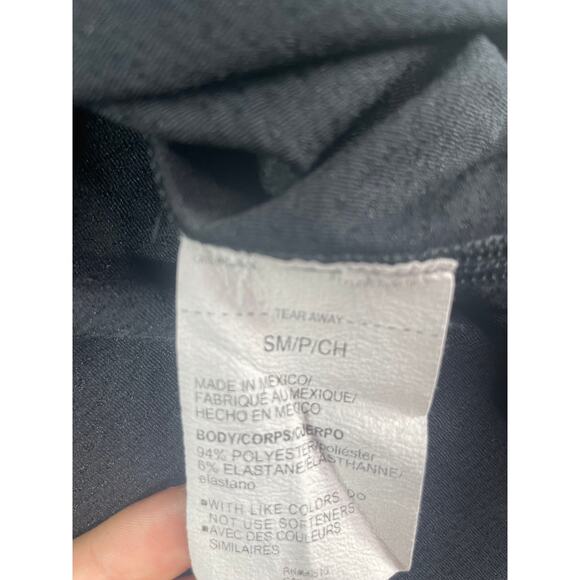 TEAR AWAY
SM/P/CH
MADE IN MEXICO/
FABRIQUÉ AU MEXIQUE/
HECHO EN MEXICO
BODY/CORPS/CUERPO
94% POLYESTER/poliéster
6% ELASTANE/ÉLASTHANNE/
elastano
▪WITH LIKE COLORS. DO
NOT USE SOFTENERS.
▪AVEC DES COULEURS
SIMILAIRES